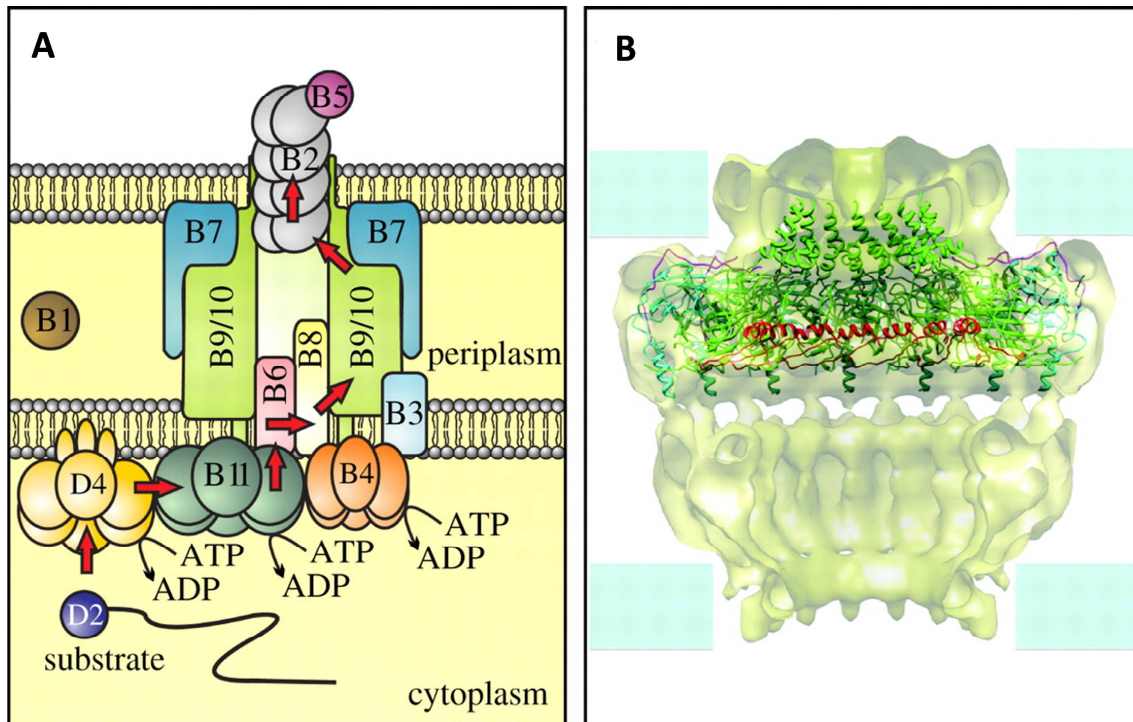 A
B5
B2
B7
B7
B9/10
B9/10
B1
B8
periplasm
B6
B3
D4
B11
B4
ATP
ADP
ATP
ADP
ATP
ADP
D2
substrate
cytoplasm
B